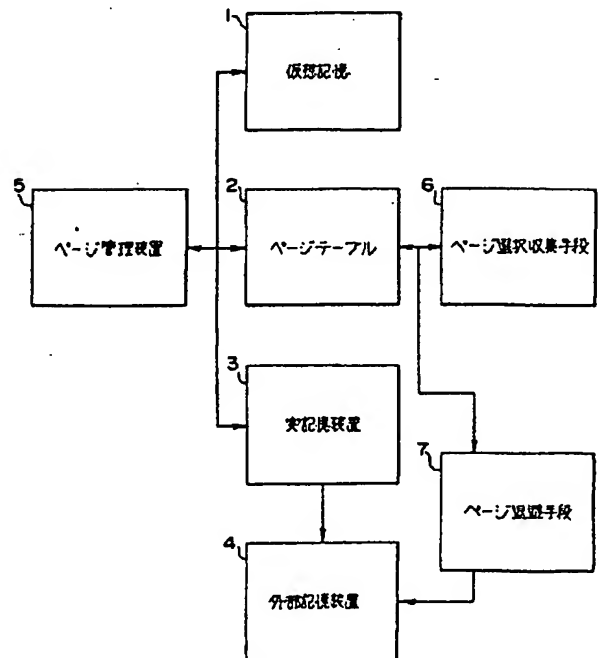 1
仮想記憶
5
ページ管理装置
2
ページテーブル
6
ページ選択収集手段
3
実記憶装置
7
ページ退避手段
4
外部記憶装置